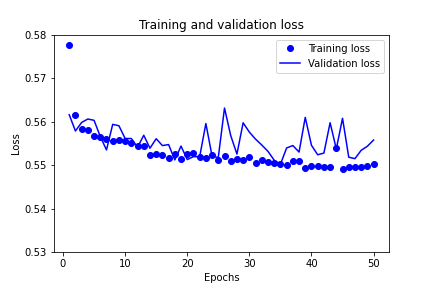 Training and validation loss
Training loss
Validation loss
0.58
0.57
0.56
0.55
0.54
0.53
Loss
0
10
20
30
40
50
Epochs